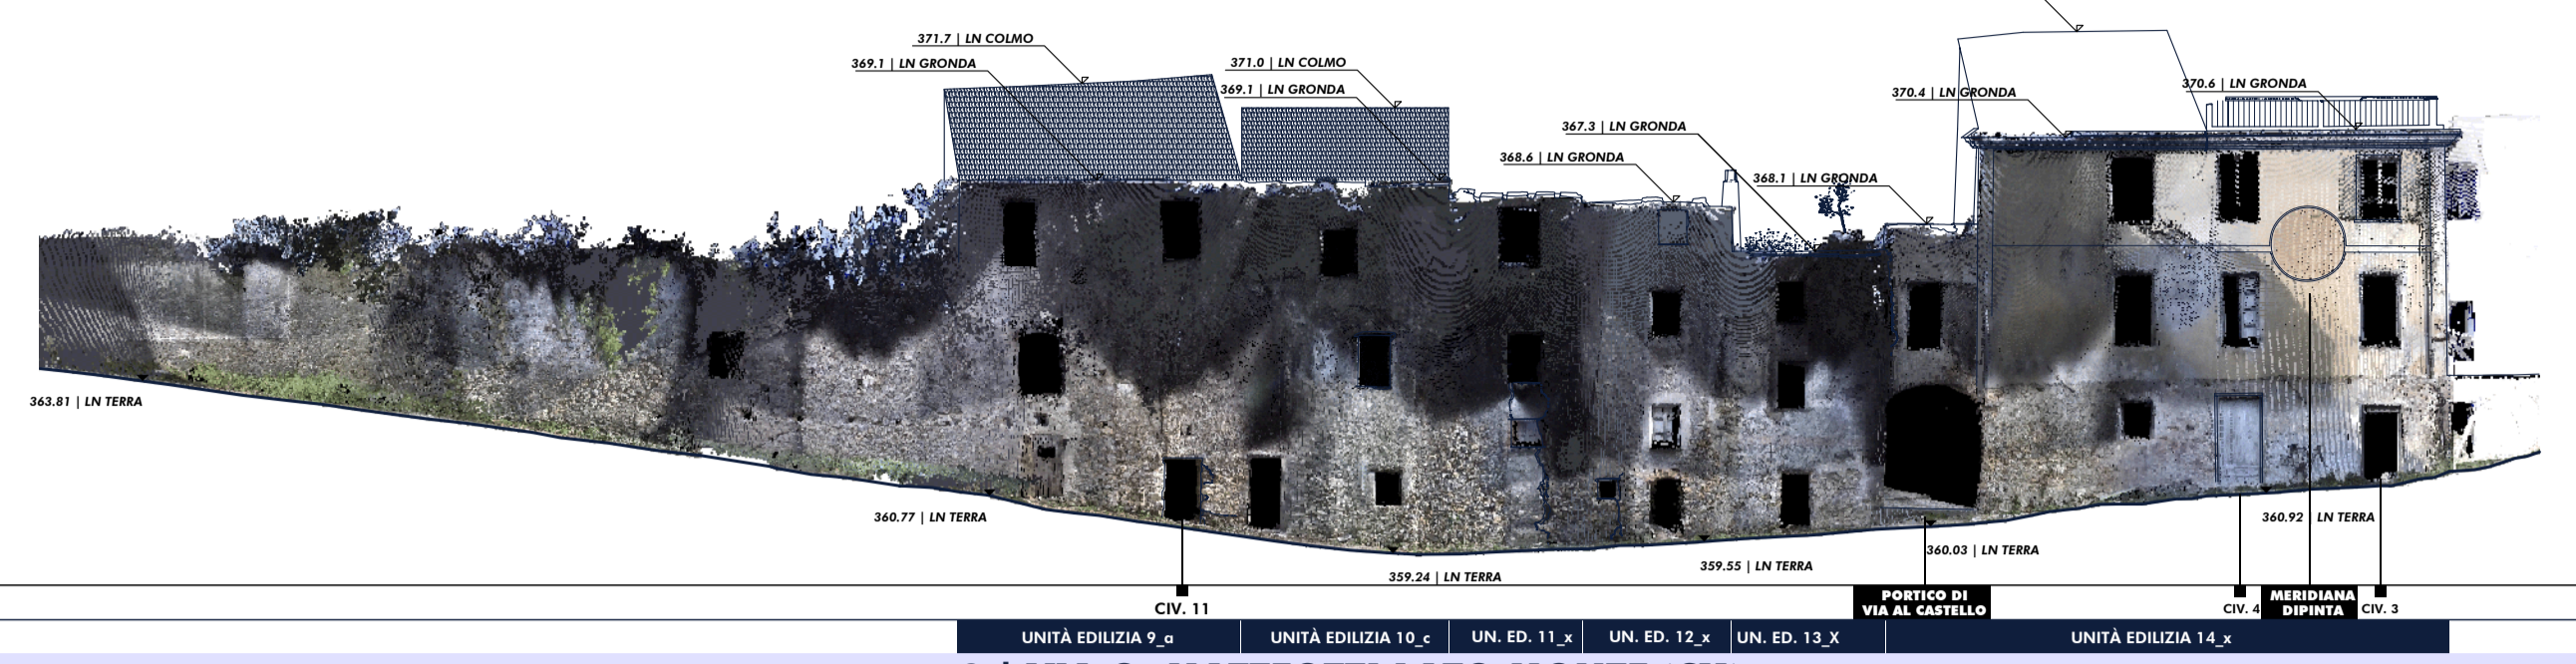 371.7 | LN COLMO
369.1 | LN GRONDA
371.0 | LN COLMO
369.1 | LN GRONDA
367.3 | LN GRONDA
368.6 | LN GRONDA
368.1 | LN GRONDA
370.4 | LN GRONDA
370.6 | LN GRONDA
363.81 | LN TERRA
360.77 | LN TERRA
359.24 | LN TERRA
359.55 | LN TERRA
360.03 | LN TERRA
360.92 | LN TERRA
CIV. 11
PORTICO DI
VIA AL CASTELLO
CIV. 4
MERIDIANA
DIPINTA
CIV. 3
UNITÀ EDILIZIA 9_a
UNITÀ EDILIZIA 10_c
UN. ED. 11_x
UN. ED. 12_x
UN. ED. 13_X
UNITÀ EDILIZIA 14_x